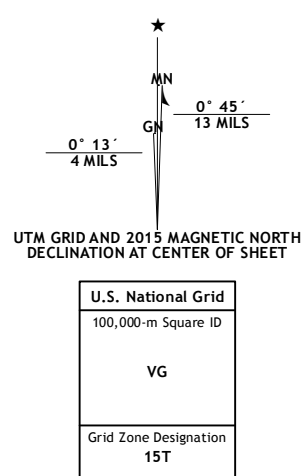 ★
MN
0° 45´
13 MILS
GN
0° 13´
4 MILS
UTM GRID AND 2015 MAGNETIC NORTH
DECLINATION AT CENTER OF SHEET
U.S. National Grid
100,000-m Square ID
VG
Grid Zone Designation
15T